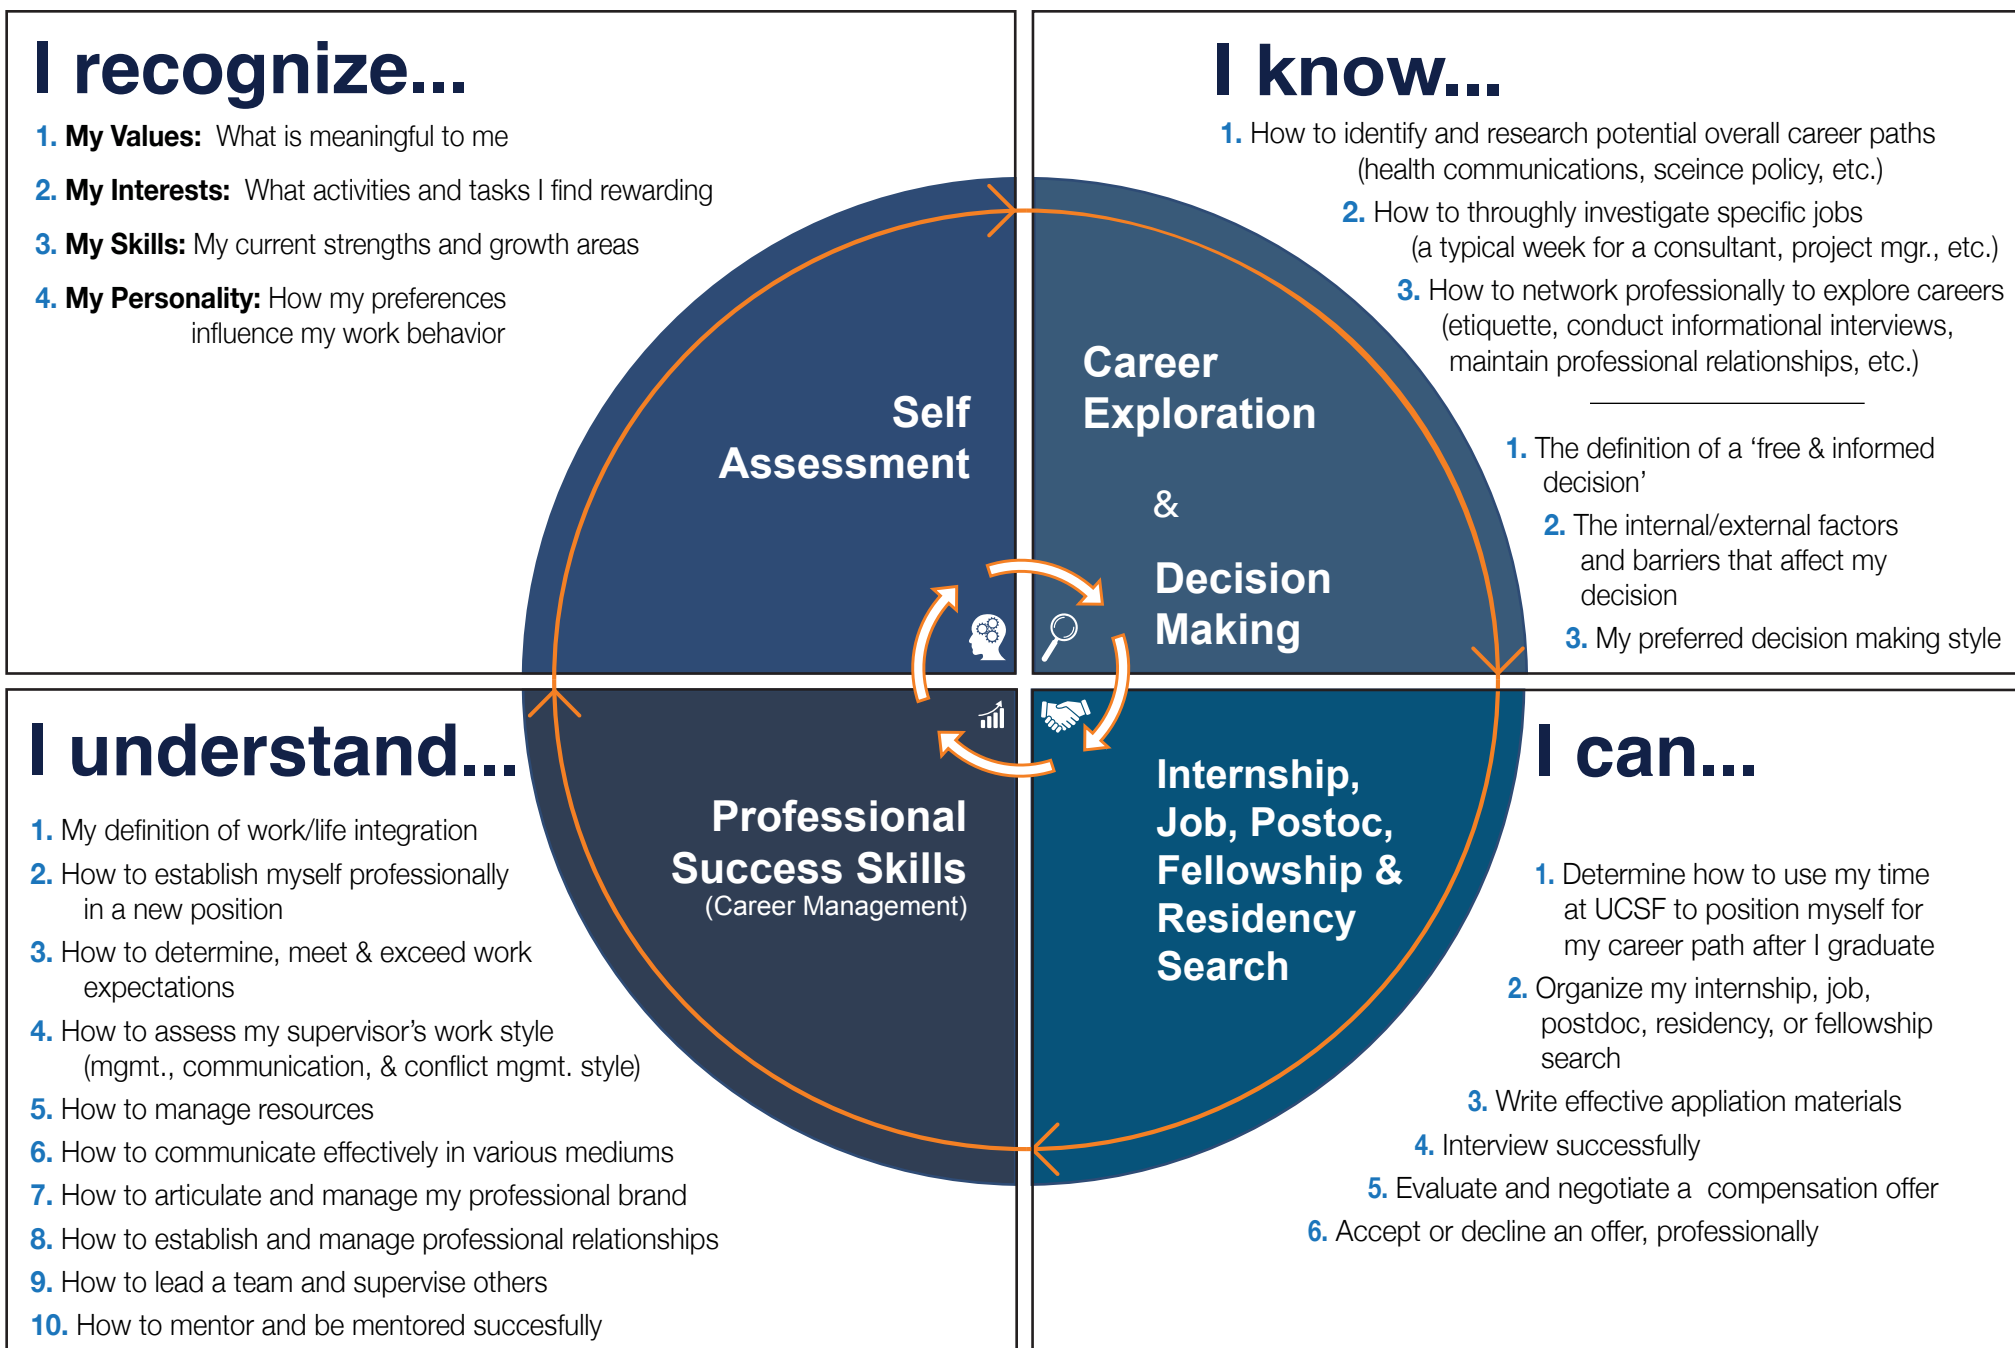 I recognize...
1. My Values: What is meaningful to me
2. My Interests: What activities and tasks I find rewarding
3. My Skills: My current strengths and growth areas
4. My Personality: How my preferences
influence my work behavior
Self
Assessment
I know...
1. How to identify and research potential overall career paths
(health communications, sceince policy, etc.)
2. How to throughly investigate specific jobs
(a typical week for a consultant, project mgr., etc.)
3. How to network professionally to explore careers
(etiquette, conduct informational interviews,
maintain professional relationships, etc.)
1. The definition of a ‘free & informed
decision’
2. The internal/external factors
and barriers that affect my
decision
3. My preferred decision making style
Career
Exploration
&
Decision
Making
I understand...
1. My definition of work/life integration
2. How to establish myself professionally
in a new position
3. How to determine, meet & exceed work
expectations
4. How to assess my supervisor’s work style
(mgmt., communication, & conflict mgmt. style)
5. How to manage resources
6. How to communicate effectively in various mediums
7. How to articulate and manage my professional brand
8. How to establish and manage professional relationships
9. How to lead a team and supervise others
10. How to mentor and be mentored succesfully
Professional
Success Skills
(Career Management)
Internship,
Job, Postoc,
Fellowship &
Residency
Search
I can...
1. Determine how to use my time
at UCSF to position myself for
my career path after I graduate
2. Organize my internship, job,
postdoc, residency, or fellowship
search
3. Write effective appliation materials
4. Interview successfully
5. Evaluate and negotiate a compensation offer
6. Accept or decline an offer, professionally